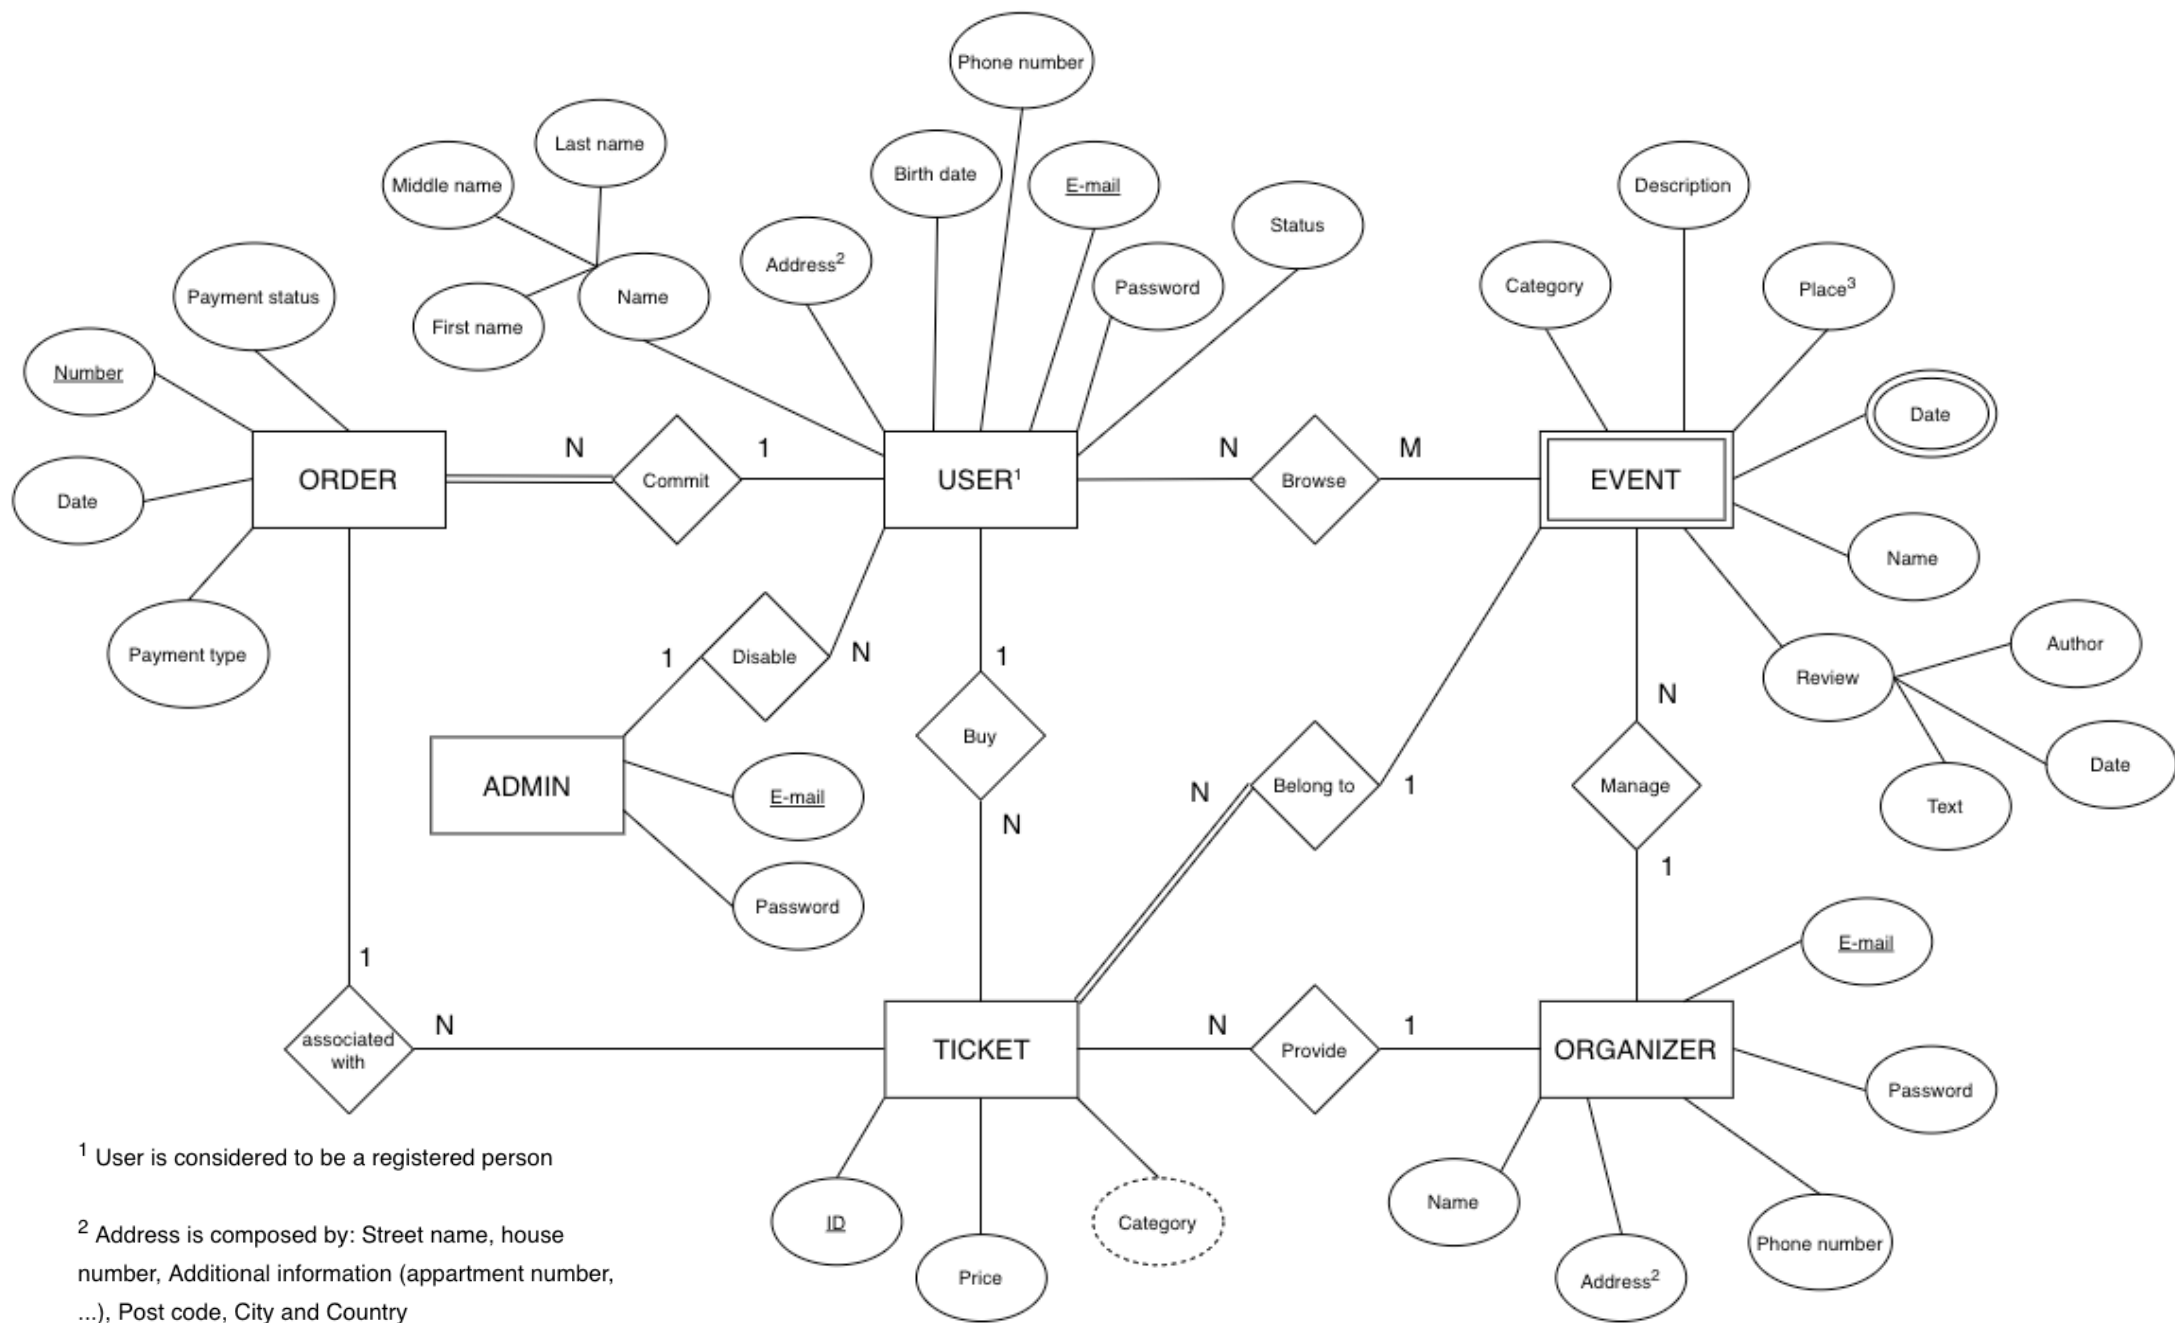 Phone number
Last name
Middle name
Birth date
E-mail
Description
Status
Address²
Category
Password
Place³
Payment status
Name
First name
Number
Date
N
1
N
M
ORDER
Commit
USER¹
Browse
EVENT
Date
Name
Author
Payment type
1
Disable
N
1
Review
N
Buy
Date
ADMIN
N
Belong to
1
Manage
E-mail
Text
N
1
Password
E-mail
1
N
N
1
associated
with
TICKET
Provide
ORGANIZER
Password
¹ User is considered to be a registered person
Name
ID
Category
Phone number
² Address is composed by: Street name, house
number, Additional information (appartment number,
...), Post code, City and Country
Price
Address²